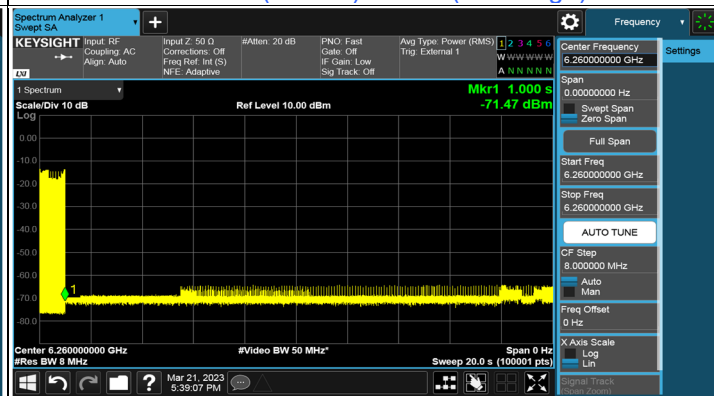 Spectrum Analyzer 1
Swept SA
Frequency
KEYSIGHT
LXI
Input: RF
Coupling: AC
Align: Auto
Input Z: 50 Ω
Corrections: Off
Freq Ref: Int (S)
NFE: Adaptive
#Atten: 20 dB
PNO: Fast
Gate: Off
IF Gain: Low
Sig Track: Off
Avg Type: Power (RMS)
Trig: External 1
1 2 3 4 5 6
W W W W W W
A N N N N N
1 Spectrum
Scale/Div 10 dB
Ref Level 10.00 dBm
Mkr1 1.000 s
-71.47 dBm
Log
0.00
-10.0
-20.0
-30.0
-40.0
-50.0
-60.0
-70.0
-80.0
1
Center 6.260000000 GHz
#Video BW 50 MHz*
Span 0 Hz
#Res BW 8 MHz
Sweep 20.0 s (100001 pts)
Mar 21, 2023
5:39:07 PM
Center Frequency
6.260000000 GHz
Settings
Span
0.00000000 Hz
Swept Span
Zero Span
Full Span
Start Freq
6.260000000 GHz
Stop Freq
6.260000000 GHz
AUTO TUNE
CF Step
8.000000 MHz
Auto
Man
Freq Offset
0 Hz
X Axis Scale
Log
Lin
Signal Track
(Span Zoom)